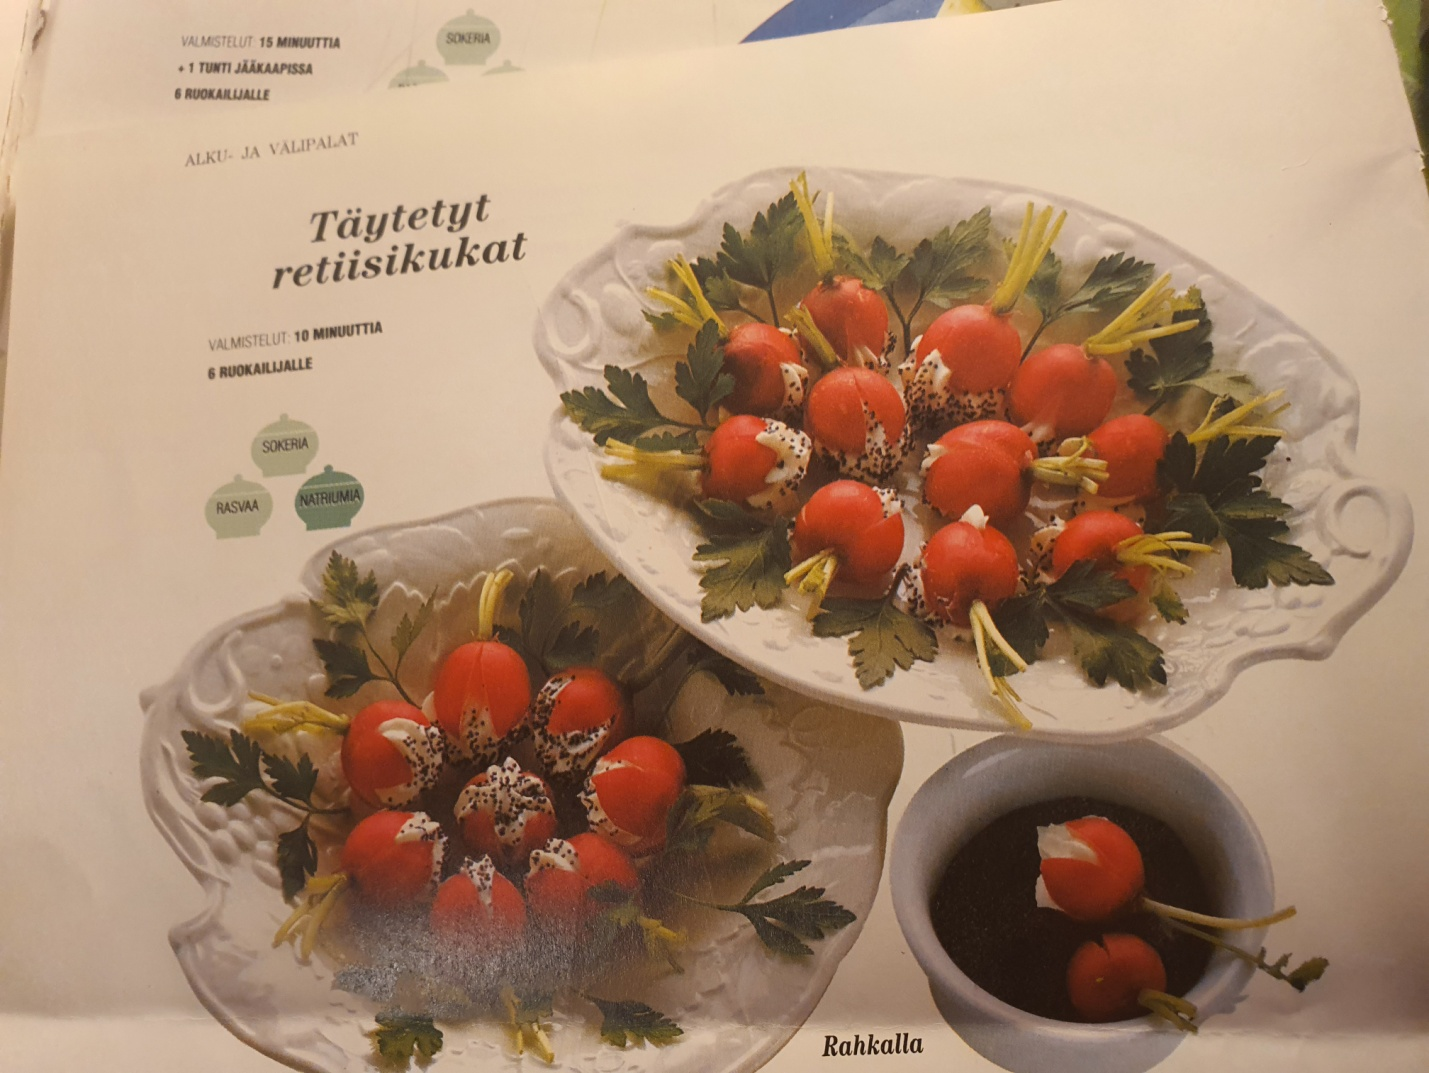 VALMISTELUT: 15 MINUUTTIA
+ 1 TUNTI JÄÄKAAPISSA
6 RUOKAILIJALLE
SOKERIA
ALKU- JA VÄLIPALAT
Täytetyt
retiisikukat
VALMISTELUT: 10 MINUUTTIA
6 RUOKAILIJALLE
SOKERIA
RASVAA
NATRIUMIA
Rahkalla